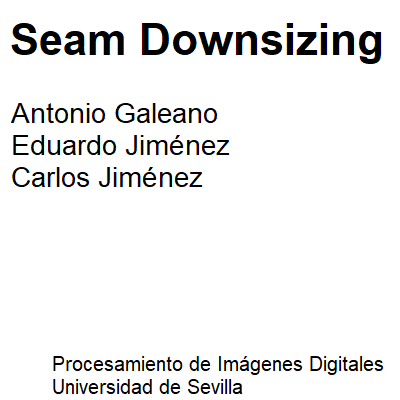 Seam Downsizing
Antonio Galeano
Eduardo Jiménez
Carlos Jiménez
Procesamiento de Imágenes Digitales
Universidad de Sevilla